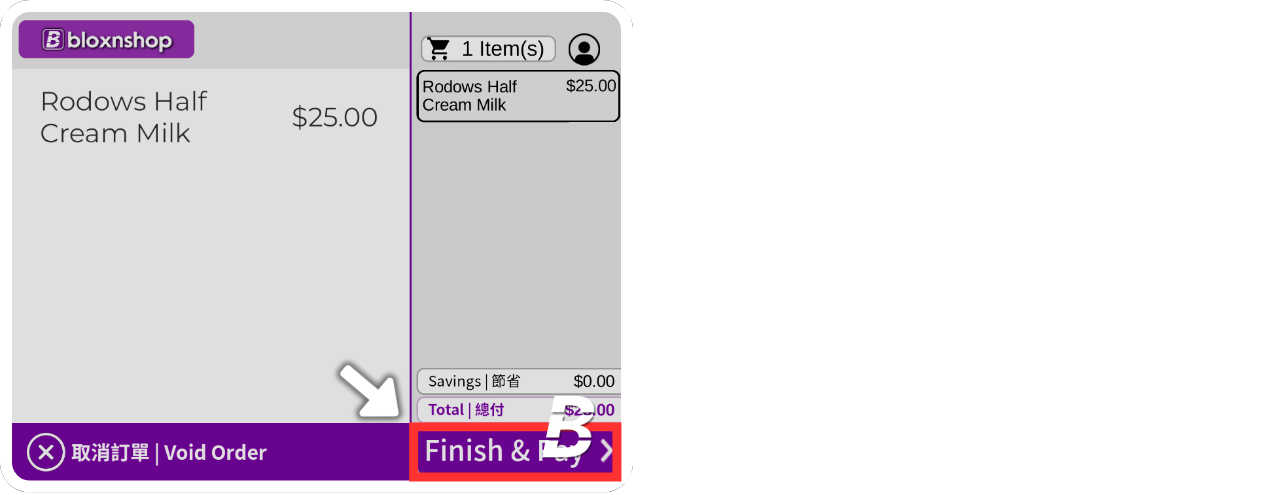 bloxnshop
1 Item(s)
Rodows Half
Cream Milk
$25.00
Rodows Half
Cream Milk
$25.00
Savings | 節省
$0.00
Total | 總付
取消訂單 | Void Order
Finish &
B